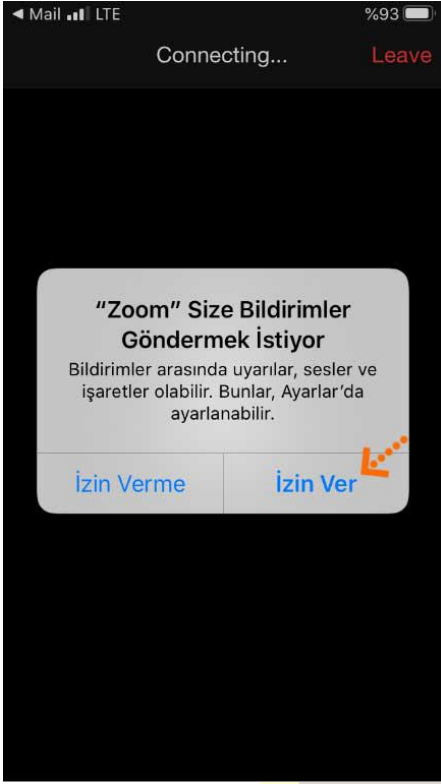 ◄ Mail LTE %93
Connecting... Leave
“Zoom” Size Bildirimler
Göndermek İstiyor
Bildirimler arasında uyarılar, sesler ve
işaretler olabilir. Bunlar, Ayarlar’da
ayarlanabilir.
İzin Verme İzin Ver